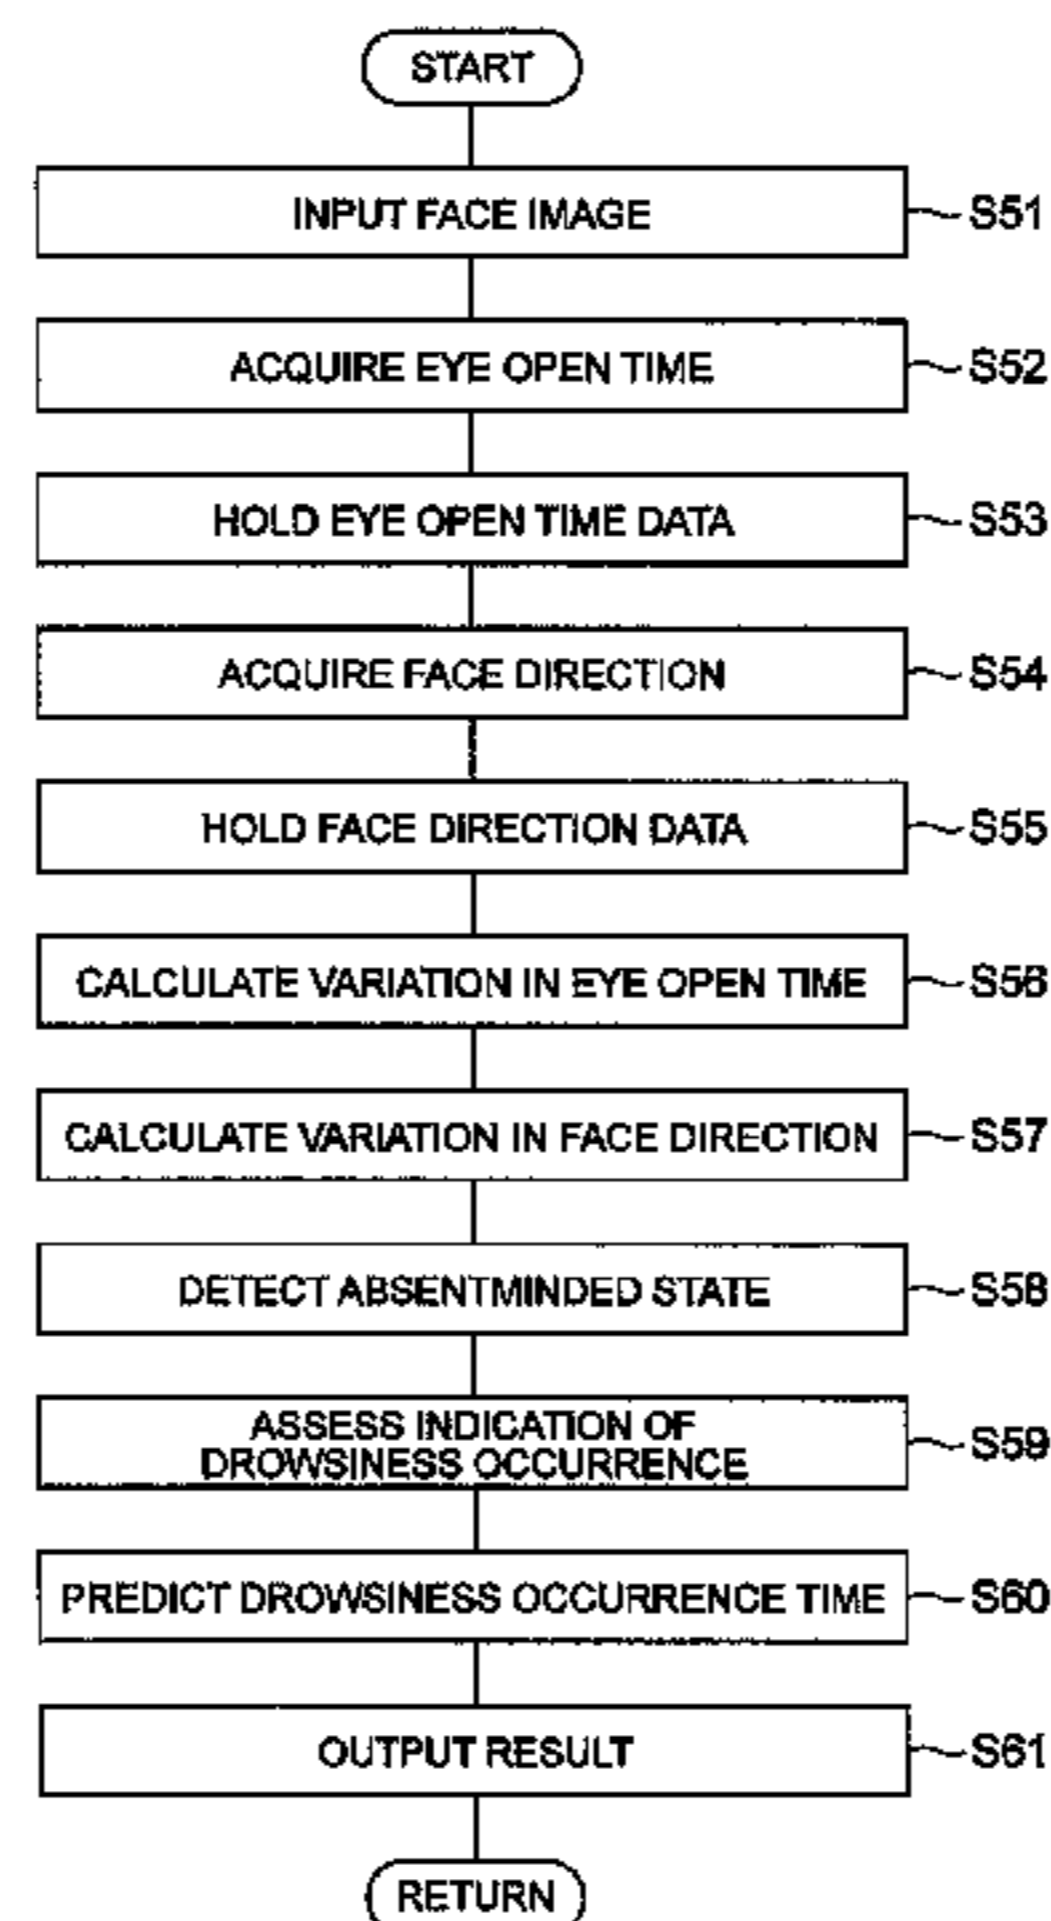 START
INPUT FACE IMAGE
S51
ACQUIRE EYE OPEN TIME
S52
HOLD EYE OPEN TIME DATA
S53
ACQUIRE FACE DIRECTION
S54
HOLD FACE DIRECTION DATA
S55
CALCULATE VARIATION IN EYE OPEN TIME
S56
CALCULATE VARIATION IN FACE DIRECTION
S57
DETECT ABSENTMINDED STATE
S58
ASSESS INDICATION OF
DROWSINESS OCCURRENCE
S59
PREDICT DROWSINESS OCCURRENCE TIME
S60
OUTPUT RESULT
S61
RETURN